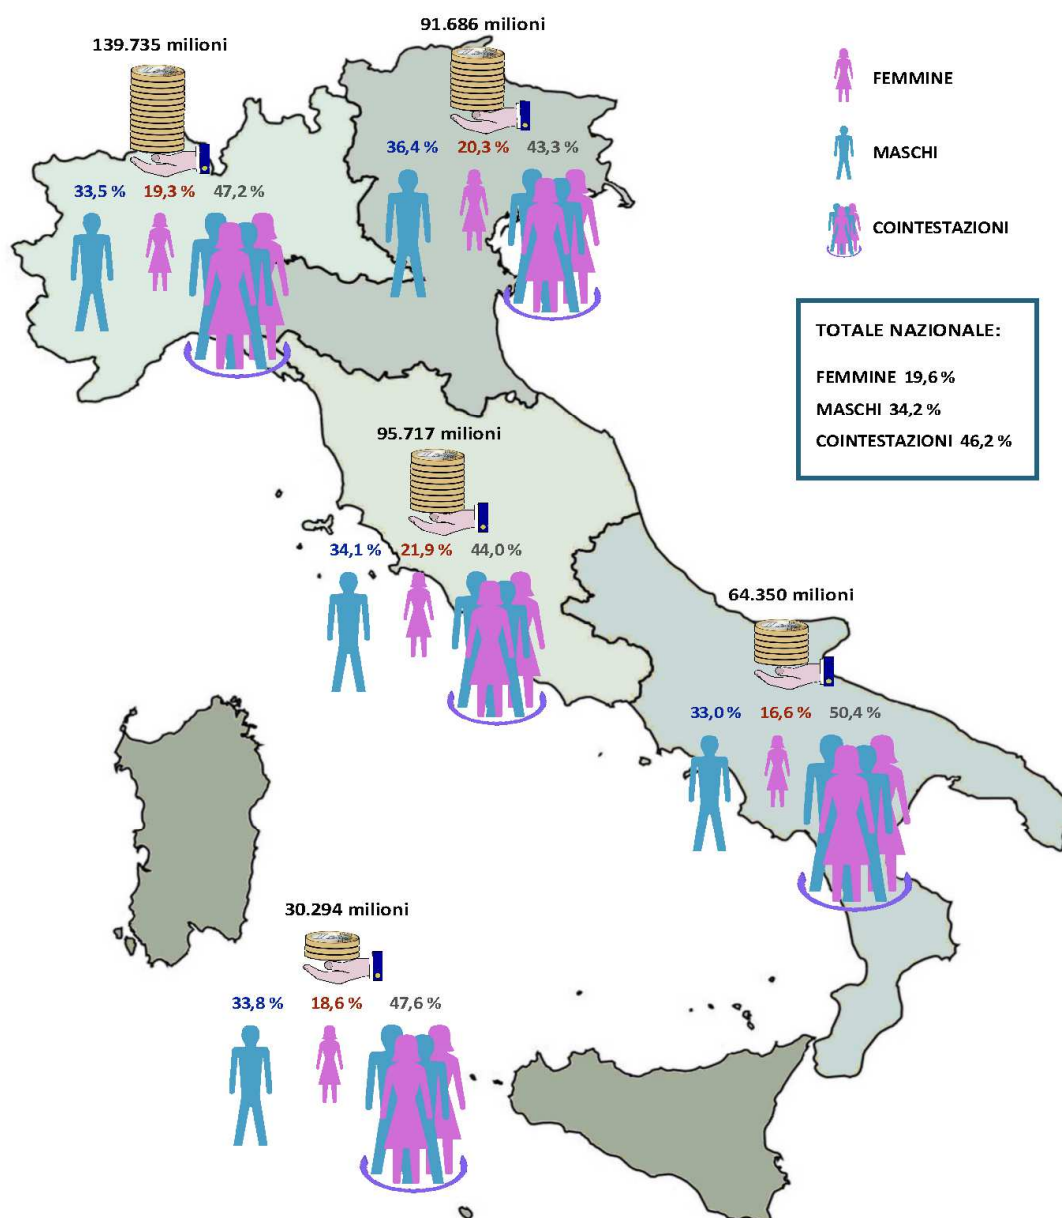 139.735 milioni
33,5 % 19,3 % 47,2 %
91.686 milioni
36,4 % 20,3 % 43,3 %
FEMMINE
MASCHI
COINTESTAZIONI
TOTALE NAZIONALE:
FEMMINE 19,6 %
MASCHI 34,2 %
COINTESTAZIONI 46,2 %
95.717 milioni
34,1 % 21,9 % 44,0 %
64.350 milioni
33,0 % 16,6 % 50,4 %
30.294 milioni
33,8 % 18,6 % 47,6 %